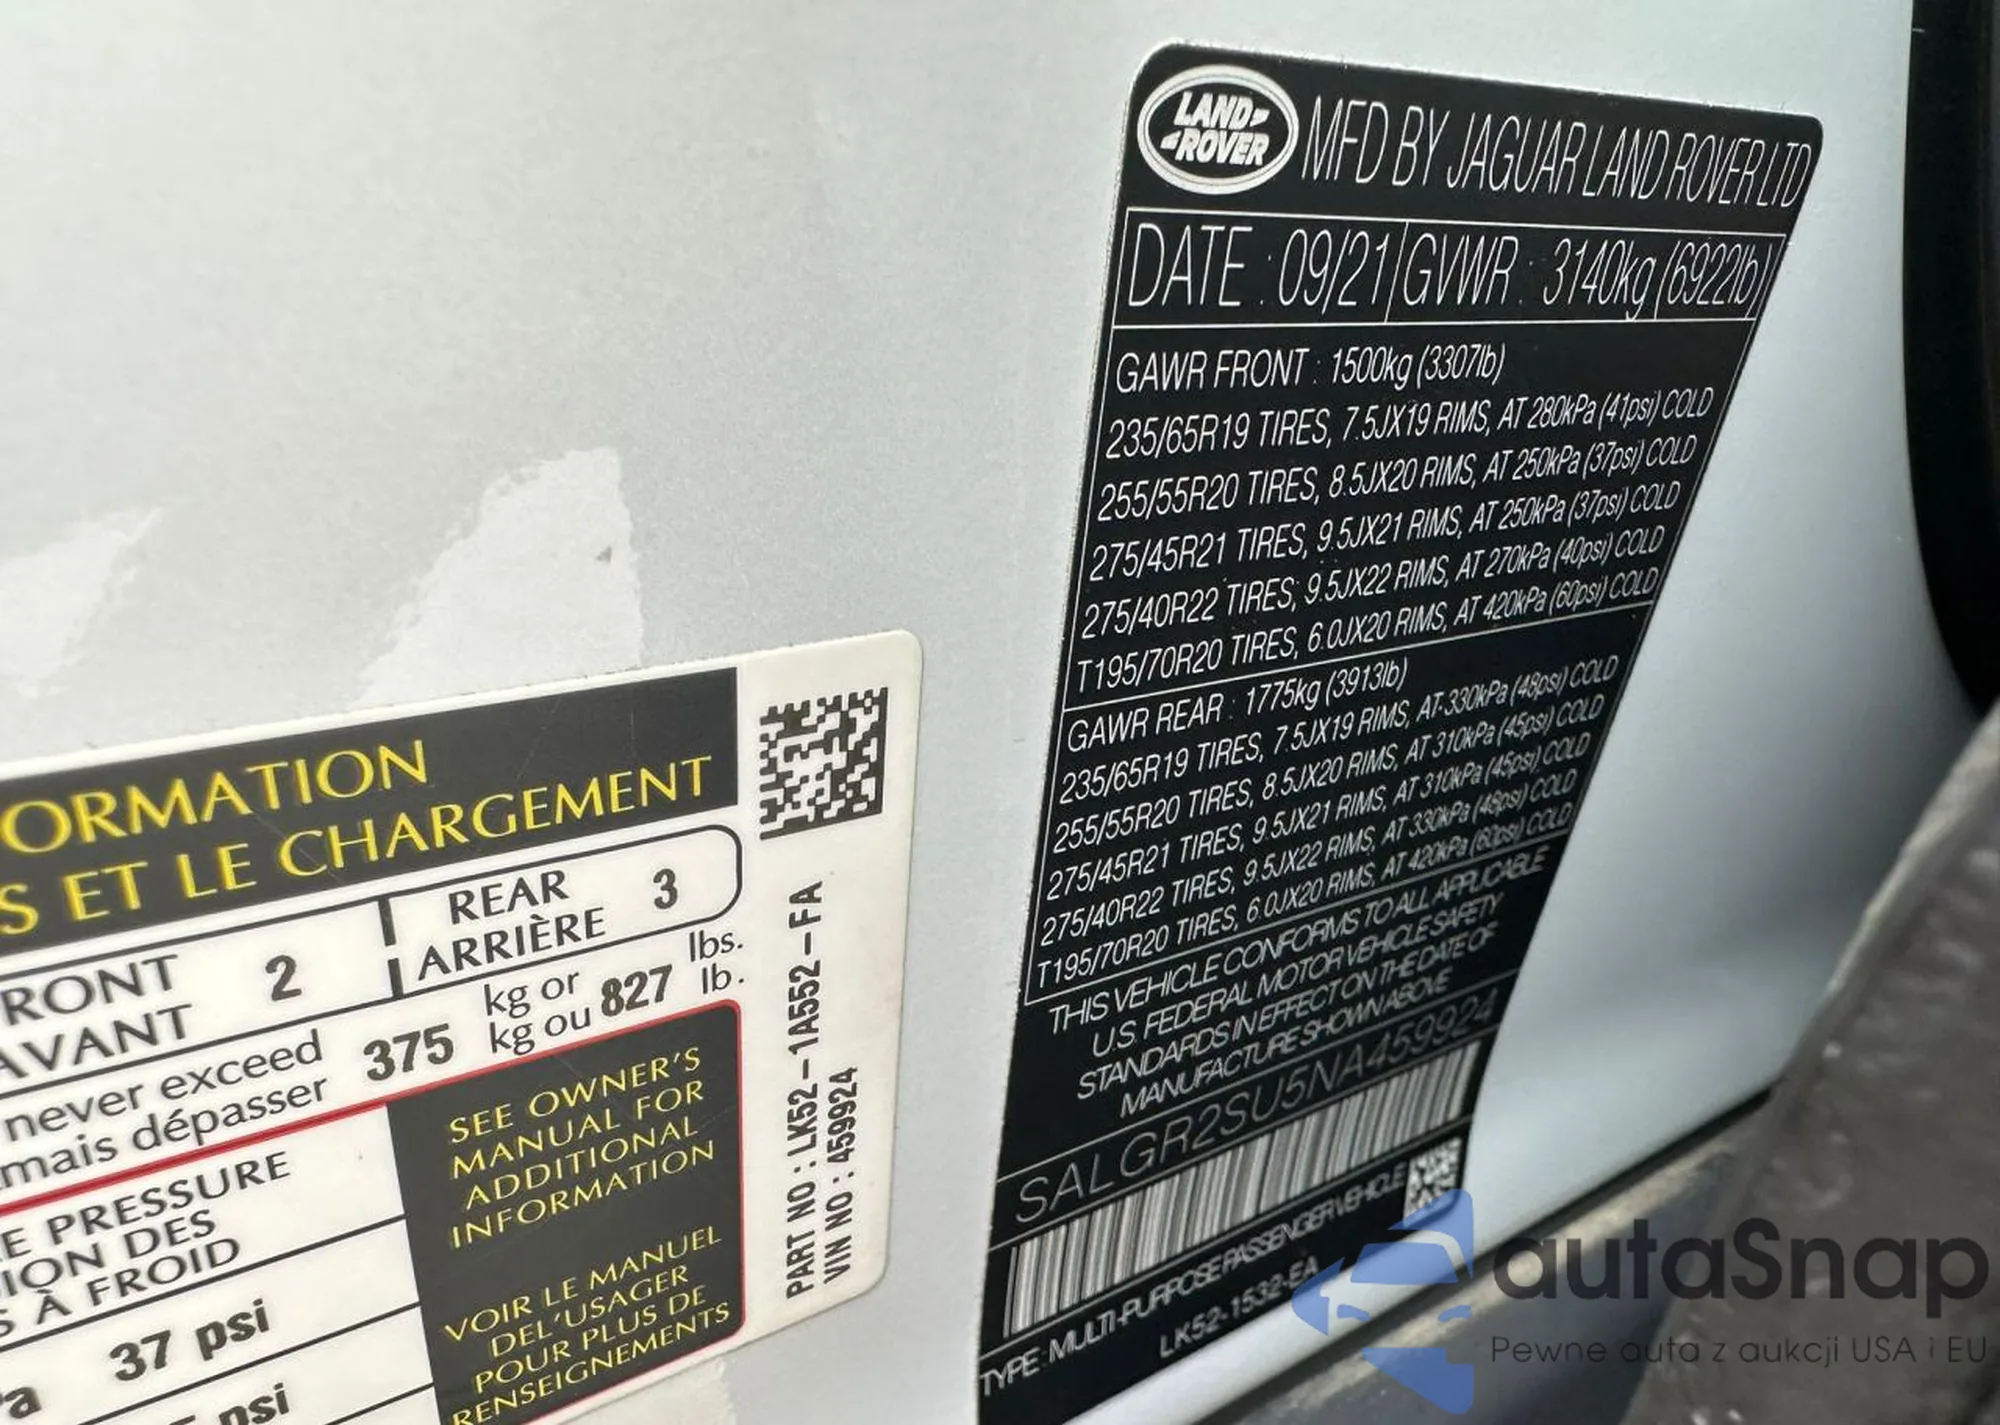 LAND ROVER
MFD BY JAGUAR LAND ROVER LTD
DATE : 09/21 GVWR : 3140kg (6922lb)
GAWR FRONT : 1500kg (3307lb)
235/65R19 TIRES, 7.5JX19 RIMS, AT 280kPa (41psi) COLD
255/55R20 TIRES, 8.5JX20 RIMS, AT 250kPa (37psi) COLD
275/45R21 TIRES, 9.5JX21 RIMS, AT 250kPa (37psi) COLD
275/40R22 TIRES, 9.5JX22 RIMS, AT 270kPa (40psi) COLD
T195/70R20 TIRES, 6.0JX20 RIMS, AT 420kPa (60psi) COLD
GAWR REAR : 1775kg (3913lb)
235/65R19 TIRES, 7.5JX19 RIMS, AT 330kPa (48psi) COLD
255/55R20 TIRES, 8.5JX20 RIMS, AT 310kPa (45psi) COLD
275/45R21 TIRES, 9.5JX21 RIMS, AT 310kPa (45psi) COLD
275/40R22 TIRES, 9.5JX22 RIMS, AT 330kPa (48psi) COLD
T195/70R20 TIRES, 6.0JX20 RIMS, AT 420kPa (60psi) COLD
THIS VEHICLE CONFORMS TO ALL APPLICABLE
U.S. FEDERAL MOTOR VEHICLE SAFETY
STANDARDS IN EFFECT ON THE DATE OF
MANUFACTURE SHOWN ABOVE
SALGR2SU5NA459924
TYPE: MULTI-PURPOSE PASSENGER VEHICLE
LK52-1532-EA
ORMATION
S ET LE CHARGEMENT
RONT 2 REAR 3
AVANT ARRIÈRE
never exceed 375 kg or 827 lbs.
mais dépasser kg ou lb.
E PRESSURE
ION DES
S À FROID
37 psi
a
psi
SEE OWNER'S
MANUAL FOR
ADDITIONAL
INFORMATION
VOIR LE MANUEL
DE L'USAGER
POUR PLUS DE
RENSEIGNEMENTS
PART NO : LK52-1A552-FA
VIN NO : 459924
autaSnap
Pewne auta z aukcji USA i EU